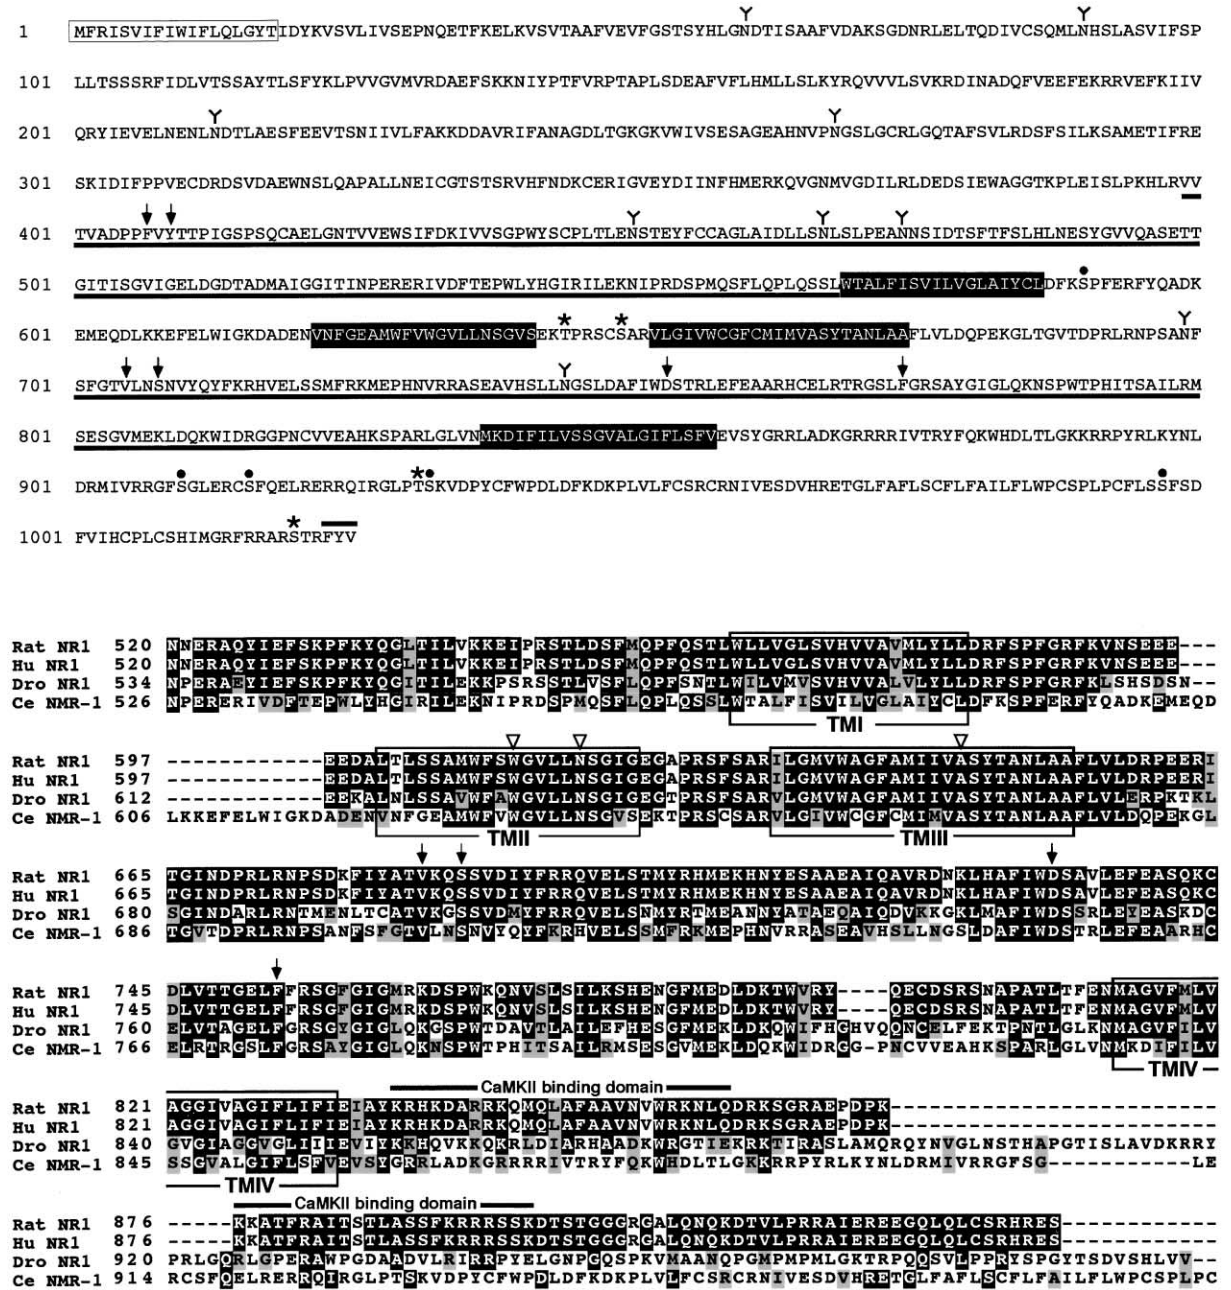 1 MFRISVIFIWIFLQLGYTIDYKVSVLIVSEPNQETFKELKVSVTAAFVEVFGSTSYHLGNDTISAAFVDAKSGDNRLELTQDIVCSQMLNHSLASVIFSP
101 LLTSSSRFIDLVTSSAYTLSFYKLPVVGVMVRDAEFSKKNIYPTFVRPTAPLSDEAFVFLHMLLSLKYRQVVVLSVKRDINADQFVEEFEKRRVEFKIIV
201 QRYIEVELNENLNDTLAESFEEVTSNIIVLFAKKDDAVRIFANAGDLTGKGKVWIVSESAGEAHNVPNGSLGCRLGQTAFSVLRDSFSILKSAMETIFRE
301 SKIDIFPPVECDRDSVDAEWNSLQAPALLNEICGTSTSRVHFNDKCERIGVEYDIINFHMERKQVGNMVGDILRLDEDSIEWAGGTKPLEISLPKHLRVV
401 TVADPPFVYTTPIGSPSQCAELGNTVVEWSIFDKIVVSGPWYSCPLTLENSTEYFCCAGLAIDLLSNLSLPEANNSIDTSFTFSLHLNESYGVVQASETT
501 GITISGVIGELDGDTADMAIGGITINPERERIVDFTEPWLYHGIRILEKNIPRDSPMQSFLQPLQSSLWTALFISVILVGLAIYCLDFKSPFERFYQADK
601 EMEQDLKKEFELWIGKDADENVNFGEAMWFVWGVLLNSGVSEKTPRSCSARVLGIVWCGFCMIMVASYTANLAAFLVLDQPEKGLTGVTDPRLRNPSANF
701 SFGTVLNSNVYQYFKRHVELSSMFRKMEPHNVRRASEAVHSLLNGSLDAFIWDSTRLEFEAARHCELRTRGSLFGRSAYGIGLQKNSPWTPHITSAILRM
801 SESGVMEKLDQKWIDRGGPNCVVEAHKSPARLGLVNMKDIFILVSSGVALGIFLSFVEVSYGRRLADKGRRRRIVTRYFQKWHDLTLGKKRRPYRLKYNL
901 DRMIVRRGFSGLERCSFQELRERRQIRGLPTSKVDPYCFWPDLDFKDKPLVLFCSRCRNIVESDVHRETGLFAFLSCFLFAILFLWPCSPLPCFLSSFSD
1001 FVIHCPLCSHIMGRFRRARSTRFYV
Rat NR1 520 NNERAQYIEFSKPFKYQGLTILVKKEIPRSTLDSFMQPFQSTLWLLVGLSVHVVAVMLYLLDRFSPFGRFKVNSEEE---
Hu NR1 520 NNERAQYIEFSKPFKYQGLTILVKKEIPRSTLDSFMQPFQSTLWLLVGLSVHVVAVMLYLLDRFSPFGRFKVNSEEE---
Dro NR1 534 NPERAEYIEFSKPFKYQGITILEKKPSRSSTLVSFLQPFSNTLWILVMVSVHVVALVLYLLDRFSPFGRFKLSHSDSN--
Ce NMR-1 526 NPERERIVDFTEPWLYHGIRILEKNIPRDSPMQSFLQPLQSSLWTALFISVILVGLAIYCLDFKSPFERFYQADKEMEQD
TMI
Rat NR1 597 ------------EEDALTLSSAMWFSWGVLLNSGIGEGAPRSFSARILGMVWAGFAMIIVASYTANLAAFLVLDRPEERI
Hu NR1 597 ------------EEDALTLSSAMWFSWGVLLNSGIGEGAPRSFSARILGMVWAGFAMIIVASYTANLAAFLVLDRPEERI
Dro NR1 612 ------------EEKALNLSSAVWFAWGVLLNSGIGEGTPRSFSARVLGMVWAGFAMIIVASYTANLAAFLVLERPKTKL
Ce NMR-1 606 LKKEFELWIGKDADENVNFGEAMWFVWGVLLNSGVSEKTPRSCSARVLGIVWCGFCMIMVASYTANLAAFLVLDQPEKGL
TMII TMIII
Rat NR1 665 TGINDPRLRNPSDKFIYATVKQSSVDIYFRRQVELSTMYRHMEKHNYESAAEAIQAVRDNKLHAFIWDSAVLEFEASQKC
Hu NR1 665 TGINDPRLRNPSDKFIYATVKQSSVDIYFRRQVELSTMYRHMEKHNYESAAEAIQAVRDNKLHAFIWDSAVLEFEASQKC
Dro NR1 680 SGINDARLRNTMENLTCATVKGSSVDMYFRRQVELSNMYRTMEANNYATAEQAIQDVKKGKLMAFIWDSSRLEYEASKDC
Ce NMR-1 686 TGVTDPRLRNPSANFSFGTVLNSNVYQYFKRHVELSSMFRKMEPHNVRRASEAVHSLLNGSLDAFIWDSTRLEFEAARHC
Rat NR1 745 DLVTTGELFFRSGFGIGMRKDSPWKQNVSLSILKSHENGFMEDLDKTWVRY----QECDSRSNAPATLTFENMAGVFMLV
Hu NR1 745 DLVTTGELFFRSGFGIGMRKDSPWKQNVSLSILKSHENGFMEDLDKTWVRY----QECDSRSNAPATLTFENMAGVFMLV
Dro NR1 760 ELVTAGELFGRSGYGIGLQKGSPWTDAVTLAILEFHESGFMEKLDKQWIFHGHVQQNCELFEKTPNTLGLKNMAGVFILV
Ce NMR-1 766 ELRTRGSLFGRSAYGIGLQKNSPWTPHITSAILRMSESGVMEKLDQKWIDRGG-PNCVVEAHKSPARLGLVNMKDIFILV
TMIV
CaMKII binding domain
Rat NR1 821 AGGIVAGIFLIFIEIAYKRHKDARRKQMQLAFAAVNVWRKNLQDRKSGRAEPDPK-------------------------
Hu NR1 821 AGGIVAGIFLIFIEIAYKRHKDARRKQMQLAFAAVNVWRKNLQDRKSGRAEPDPK-------------------------
Dro NR1 840 GVGIAGGVGLIIIEVIYKKHQVKKQKRLDIARHAADKWRGTIEKRKTIRASLAMQRQYNVGLNSTHAPGTISLAVDKRRY
Ce NMR-1 845 SSGVALGIFLSFVEVSYGRRLADKGRRRRIVTRYFQKWHDLTLGKKRRPYRLKYNLDRMIVRRGFSG-----------LE
TMIV
CaMKII binding domain
Rat NR1 876 -----KKATFRAITSTLASSFKRRRSSKDTSTGGGRGALQNQKDTVLPRRAIEREEGQLQLCSRHRES------------
Hu NR1 876 -----KKATFRAITSTLASSFKRRRSSKDTSTGGGRGALQNQKDTVLPRRAIEREEGQLQLCSRHRES------------
Dro NR1 920 PRLGQRLGPERAWPGDAADVLRIRRPYELGNPGQSPKVMAANQPGMPMPMLGKTRPQQSVLPPRYSPGYTSDVSHLVV--
Ce NMR-1 914 RCSFQELRERRQIRGLPTSKVDPYCFWPDLDFKDKPLVLFCSRCRNIVESDVHRETGLFAFLSCFLFAILFLWPCSPLPC